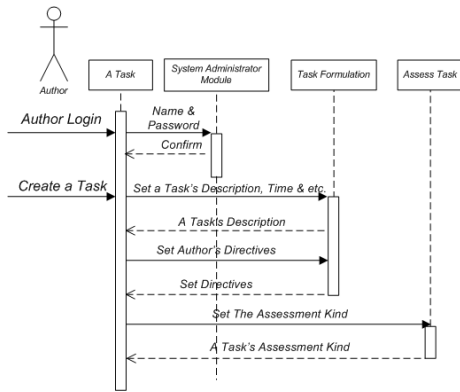 Author
A Task
System Administrator
Module
Task Formulation
Assess Task
Author Login
Name &
Password
Confirm
Create a Task
Set a Task's Description, Time & etc.
A Task's Description
Set Author's Directives
Set Directives
Set The Assessment Kind
A Task's Assessment Kind